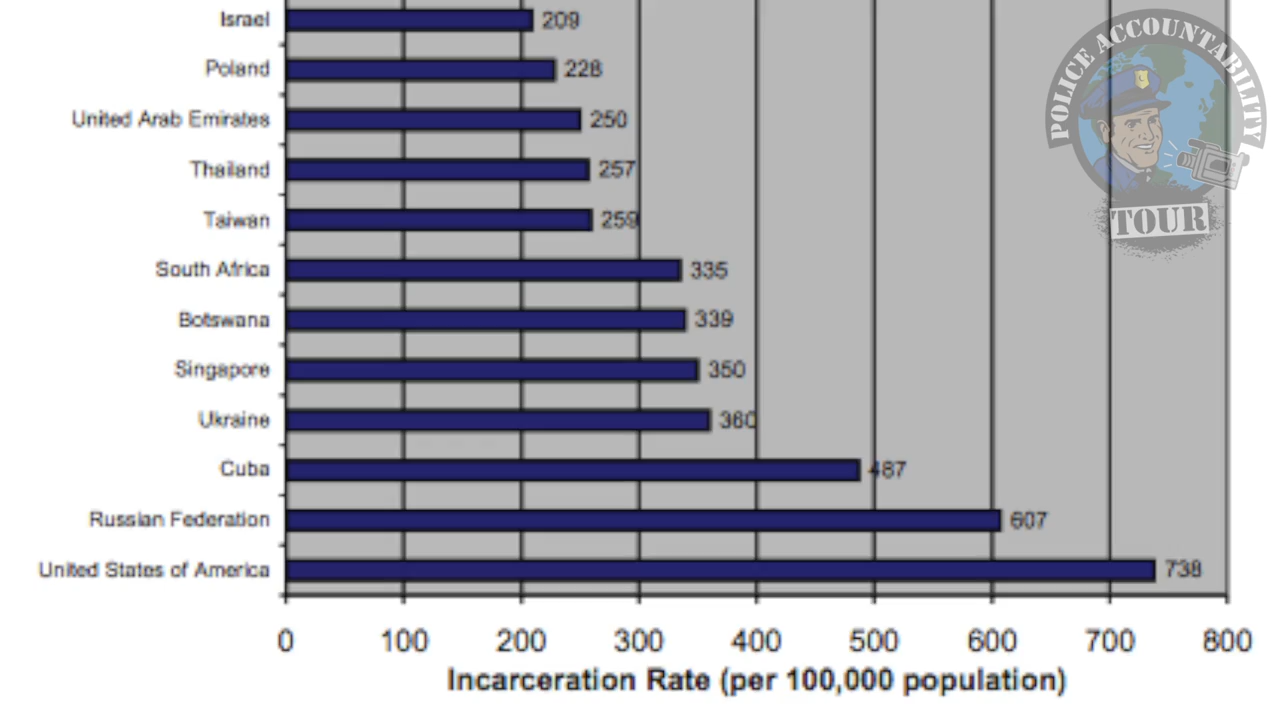 Israel 209
Poland 228
United Arab Emirates 250
Thailand 257
Taiwan 259
South Africa 335
Botswana 339
Singapore 350
Ukraine 360
Cuba 487
Russian Federation 607
United States of America 738
0 100 200 300 400 500 600 700 800
Incarceration Rate (per 100,000 population)
POLICE ACCOUNTABILITY
TOUR